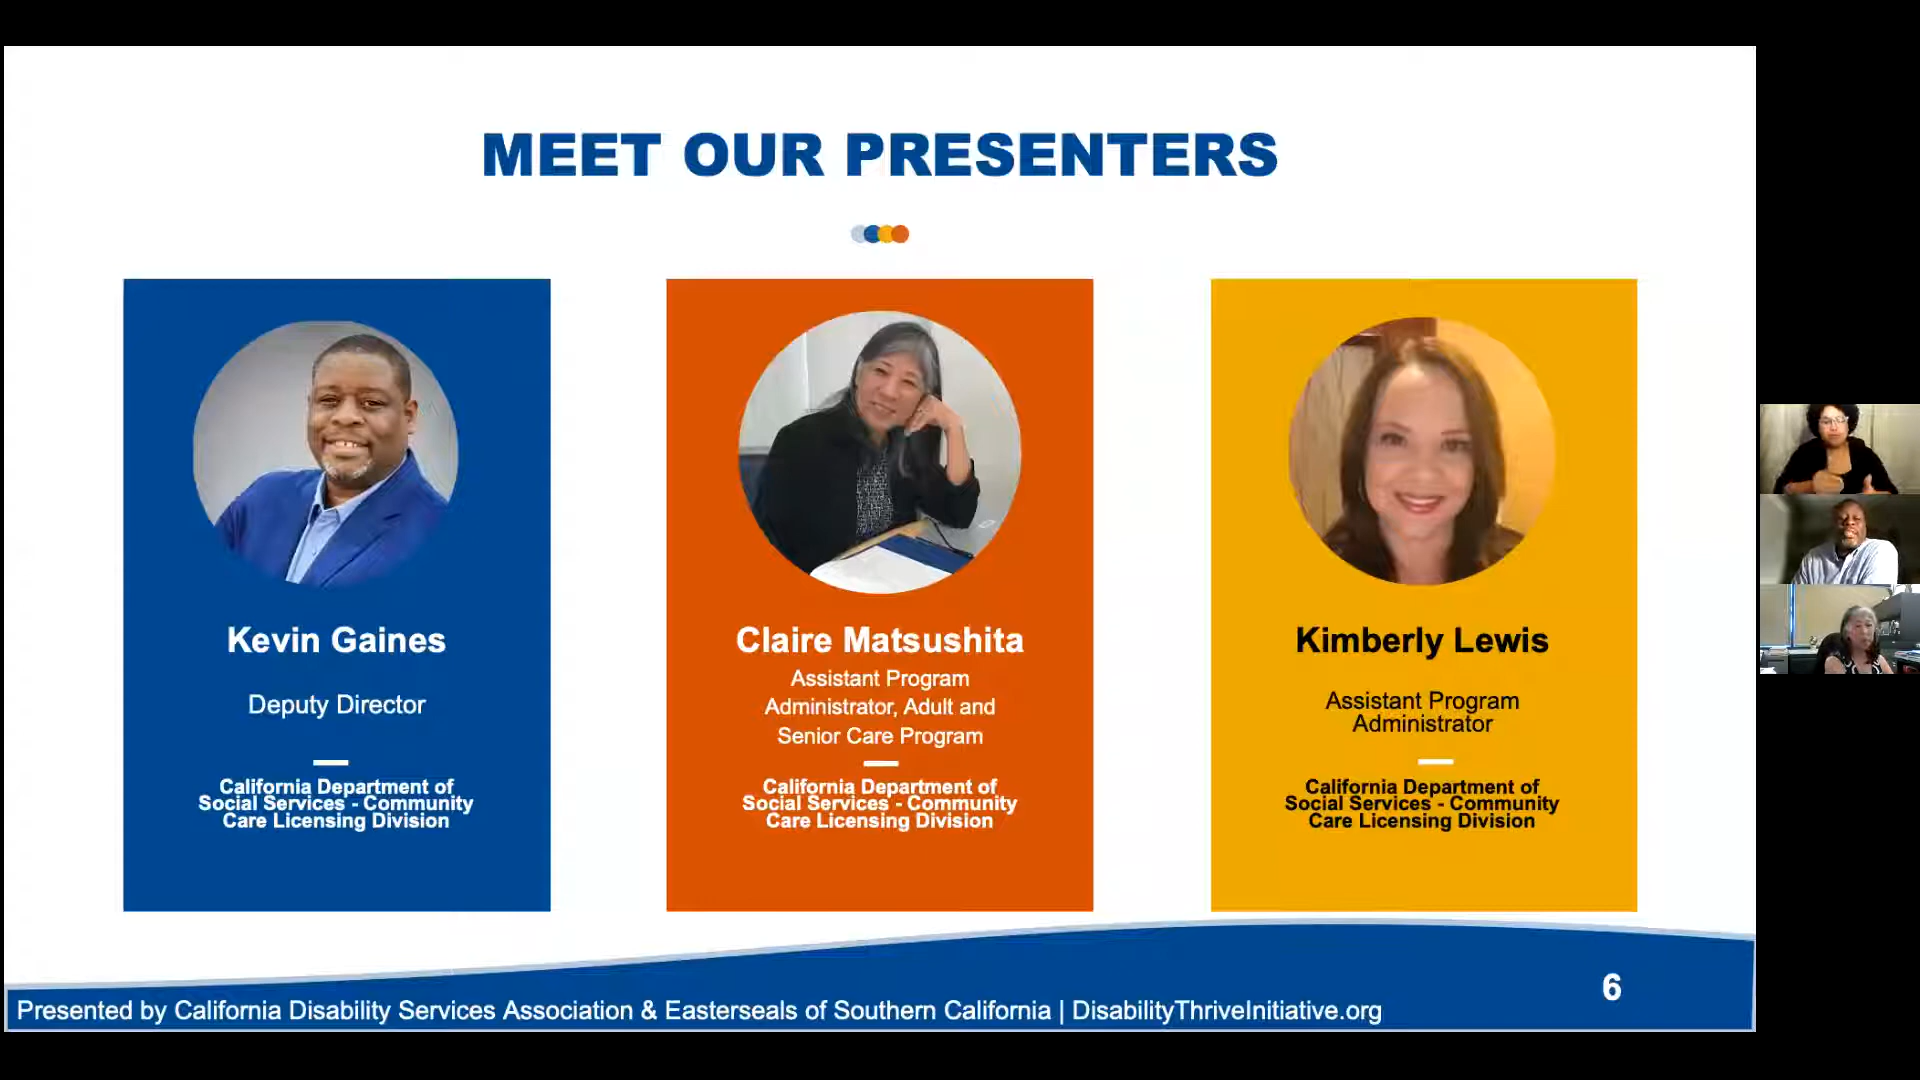 MEET OUR PRESENTERS
Kevin Gaines
Deputy Director
California Department of
Social Services - Community
Care Licensing Division
Claire Matsushita
Assistant Program
Administrator, Adult and
Senior Care Program
California Department of
Social Services - Community
Care Licensing Division
Kimberly Lewis
Assistant Program
Administrator
California Department of
Social Services - Community
Care Licensing Division
6
Presented by California Disability Services Association & Easterseals of Southern California | DisabilityThriveInitiative.org